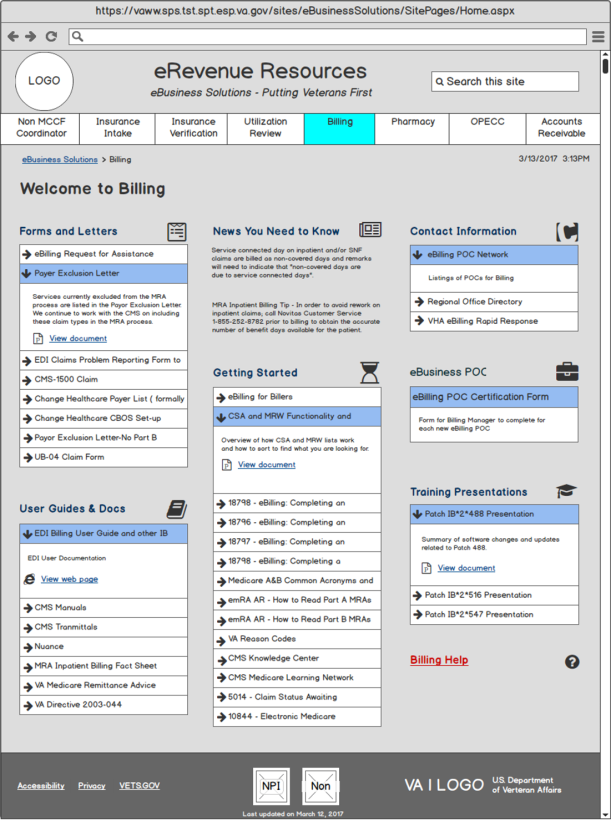 https://vaww.sps.tst.spt.esp.va.gov/sites/eBusinessSolutions/SitePages/Home.aspx
LOGO
eRevenue Resources
eBusiness Solutions - Putting Veterans First
Search this site
Non MCCF Coordinator
Insurance Intake
Insurance Verification
Utilization Review
Billing
Pharmacy
OPECC
Accounts Receivable
eBusiness Solutions > Billing
3/13/2017 3:13PM
Welcome to Billing
Forms and Letters
eBilling Request for Assistance
Payer Exclusion Letter
Services currently excluded from the MRA
process are listed in the Payor Exclusion Letter
We continue to work with the CMS on including
these claim types in the MRA process.
View document
EDI Claims Problem Reporting Form to
CMS-1500 Claim
Change Healthcare Payer List ( formally
Change Healthcare CBOS Set-up
Payor Exclusion Letter-No Part B
UB-04 Claim Form
User Guides & Docs
EDI Billing User Guide and other IB
EDI User Documentation
View web page
CMS Manuals
CMS Tranmittals
Nuance
MRA Inpatient Billing Fact Sheet
VA Medicare Remittance Advice
VA Directive 2003-044
News You Need to Know
Service connected day on inpatient and/or SNF
claims are billed as non-covered days and remarks
will need to indicate that "non-covered days are
due to service connected days".
MRA Inpatient Billing Tip - In order to avoid rework on
inpatient claims; call Novitas Customer Service
1-855-252-8782 prior to billing to obtain the accurate
number of benefit days available for the patient.
Getting Started
eBilling for Billers
CSA and MRW Functionality and
Overview of how CSA and MRW lists work
and how to sort to find what you are looking for.
View document
18798 - eBilling: Completing an
18796 - eBilling: Completing an
18797 - eBilling: Completing an
18798 - eBilling: Completing a
Medicare A&B Common Acronyms and
emRA AR - How to Read Part A MRAs
emRA AR - How to Read Part B MRAs
VA Reason Codes
CMS Knowledge Center
CMS Medicare Learning Network
5014 - Claim Status Awaiting
10844 - Electronic Medicare
Contact Information
eBilling POC Network
Listings of POCs for Billing
Regional Office Directory
VHA eBilling Rapid Response
eBusiness POC
eBilling POC Certification Form
Form for Billing Manager to complete for
each new eBilling POC
Training Presentations
Patch IB*2*488 Presentation
Summary of software changes and updates
related to Patch 488.
View document
Patch IB*2*516 Presentation
Patch IB*2*547 Presentation
Billing Help
?
Accessibility Privacy VETS.GOV
NPI
Non
VA | LOGO
U.S. Department
of Verteran Affairs
Last updated on March 12, 2017